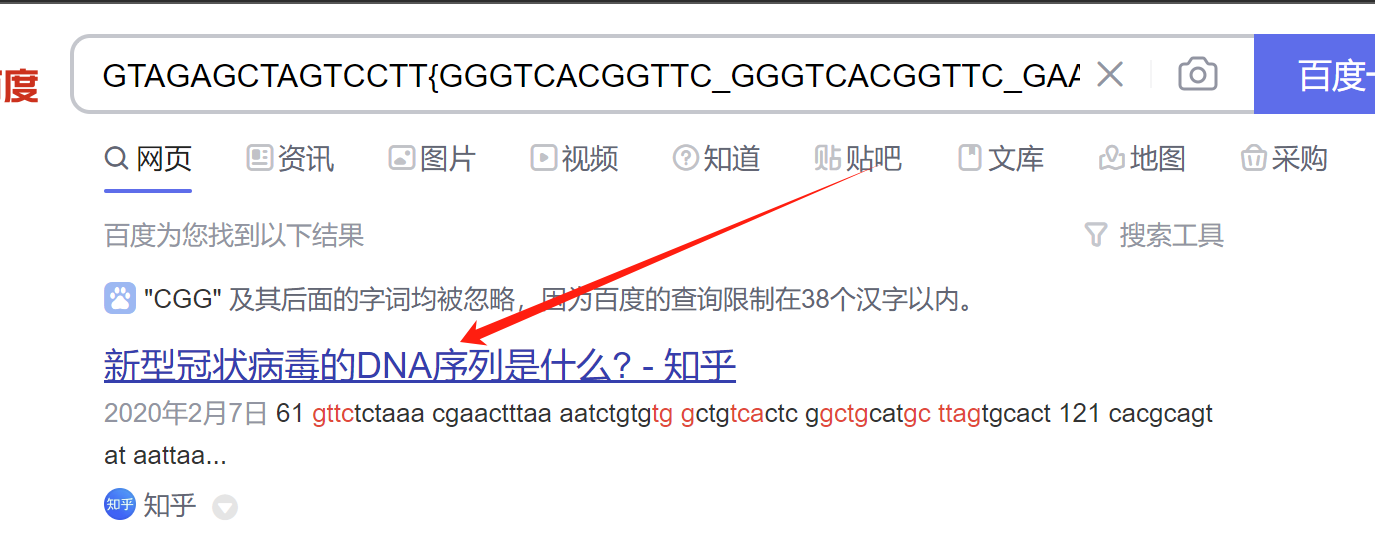 度
GTAGAGCTAGTCCTT{GGGTCACGGTTC_GGGTCACGGTTC_GAA
百度一
网页 资讯 图片 视频 知道 贴吧 文库 地图 采购
百度为您找到以下结果
搜索工具
"CGG" 及其后面的字词均被忽略，因为百度的查询限制在38个汉字以内。
新型冠状病毒的DNA序列是什么? - 知乎
2020年2月7日 61 gttctctaaa cgaactttaa aatctgtgtg gctgtcactc ggctgcatgc ttagtgcact 121 cacgcagt
at aattaa...
知乎 知乎